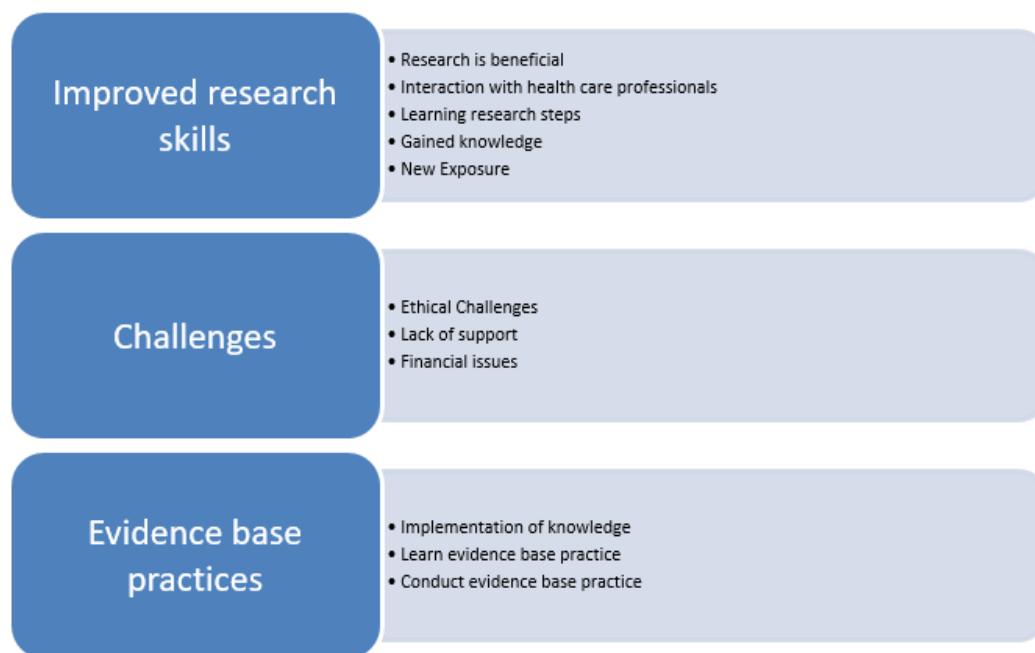 Improved research
skills
• Research is beneficial
• Interaction with health care professionals
• Learning research steps
• Gained knowledge
• New Exposure
Challenges
• Ethical Challenges
• Lack of support
• Financial issues
Evidence base
practices
• Implementation of knowledge
• Learn evidence base practice
• Conduct evidence base practice